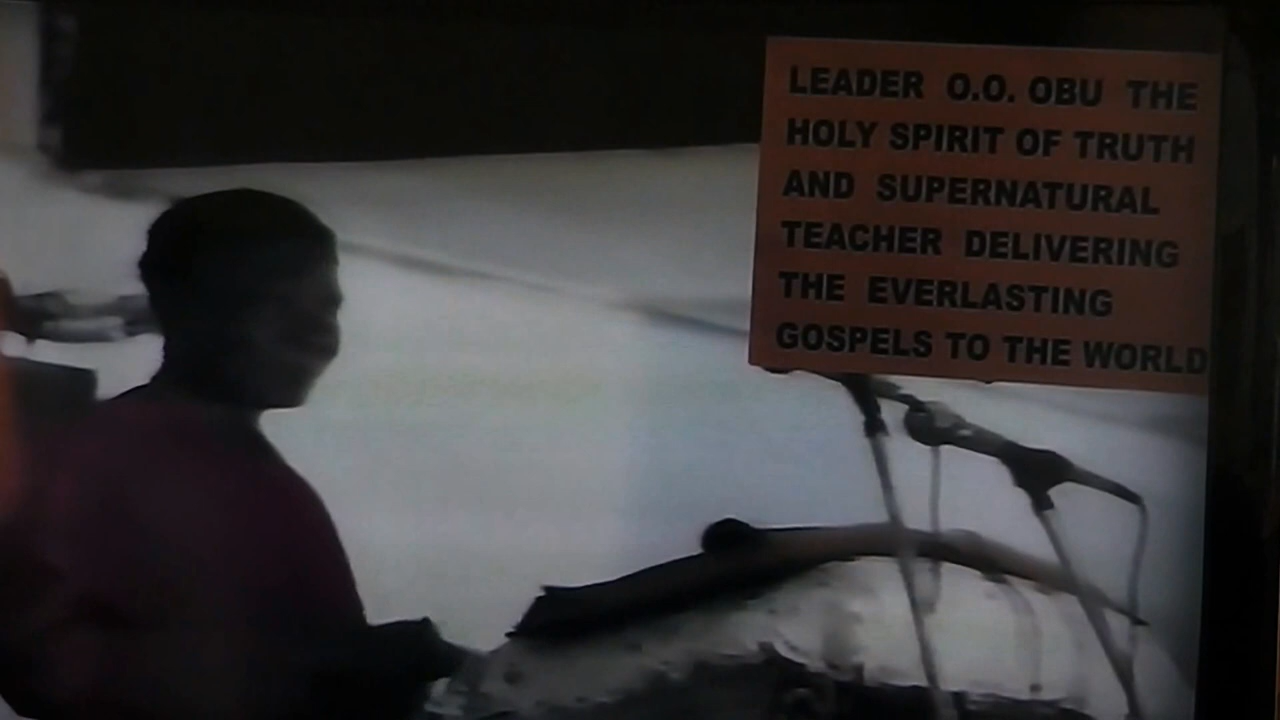 LEADER O.O. OBU THE
HOLY SPIRIT OF TRUTH
AND SUPERNATURAL
TEACHER DELIVERING
THE EVERLASTING
GOSPELS TO THE WORLD